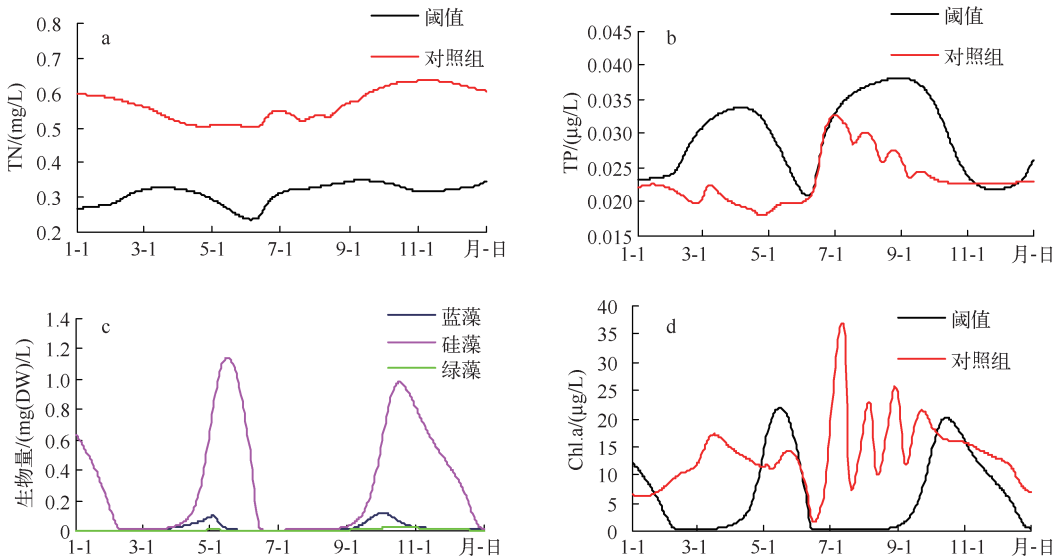 a
阈值
对照组
TN/(mg/L)
0.8
0.7
0.6
0.5
0.4
0.3
0.2
1-1
3-1
5-1
7-1
9-1
11-1
月-日
b
阈值
对照组
TP/(μg/L)
0.045
0.040
0.035
0.030
0.025
0.020
0.015
1-1
3-1
5-1
7-1
9-1
11-1
月-日
c
蓝藻
硅藻
绿藻
生物量/(mg(DW)/L)
1.4
1.2
1.0
0.8
0.6
0.4
0.2
0
1-1
3-1
5-1
7-1
9-1
11-1
月-日
d
阈值
对照组
Chl.a/(μg/L)
40
35
30
25
20
15
10
5
0
1-1
3-1
5-1
7-1
9-1
11-1
月-日